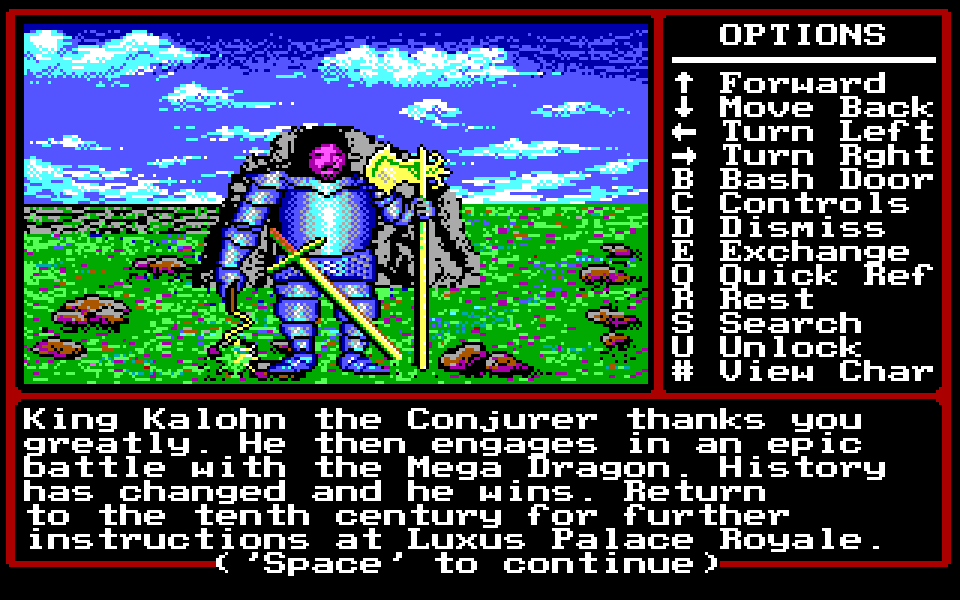 OPTIONS
↑ Forward
↓ Move Back
← Turn Left
→ Turn Rght
B Bash Door
C Controls
D Dismiss
E Exchange
Q Quick Ref
R Rest
S Search
U Unlock
# View Char
King Kalohn the Conjurer thanks you
greatly. He then engages in an epic
battle with the Mega Dragon. History
has changed and he wins. Return
to the tenth century for further
instructions at Luxus Palace Royale.
( 'Space' to continue )